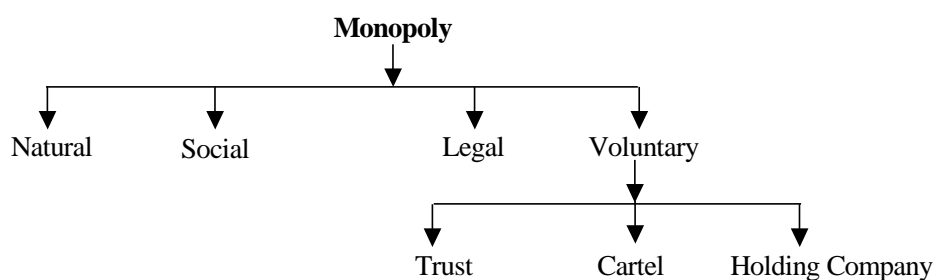 Monopoly
Natural Social Legal Voluntary
Trust Cartel Holding Company